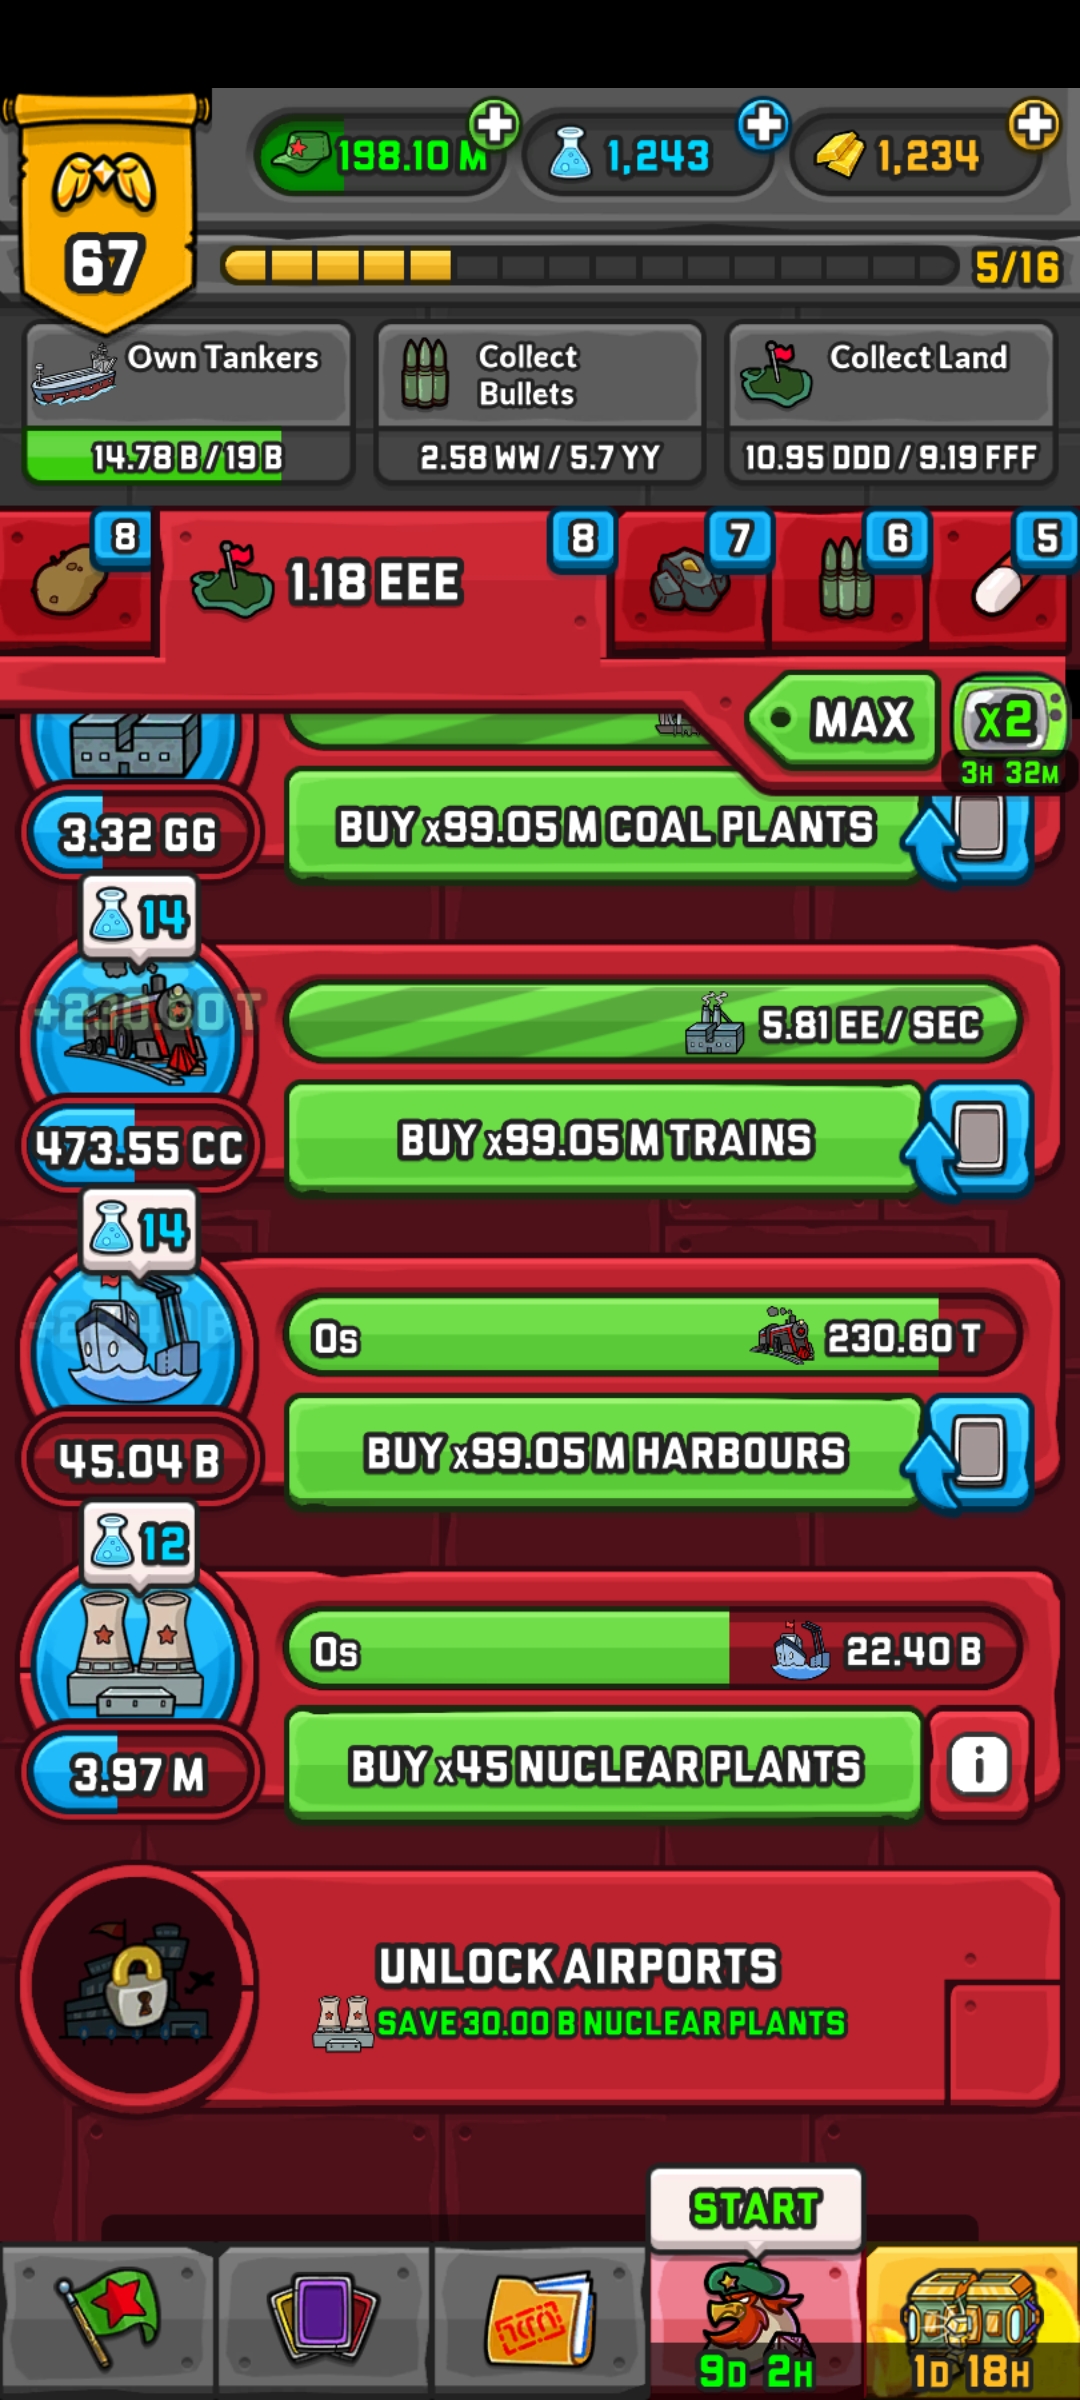 198.10 M
1,243
1,234
67
5/16
Own Tankers
14.78 B / 19 B
Collect
Bullets
2.58 WW / 5.7 YY
Collect Land
10.95 DDD / 9.19 FFF
8
1.18 EEE
8
7
6
5
MAX
x2
3H 32M
3.32 GG
BUY x99.05 M COAL PLANTS
14
+230.60 T
5.81 EE / SEC
473.55 CC
BUY x99.05 M TRAINS
14
0s
230.60 T
45.04 B
BUY x99.05 M HARBOURS
12
0s
22.40 B
3.97 M
BUY x45 NUCLEAR PLANTS
i
UNLOCK AIRPORTS
SAVE 30.00 B NUCLEAR PLANTS
START
9D 2H
1D 18H